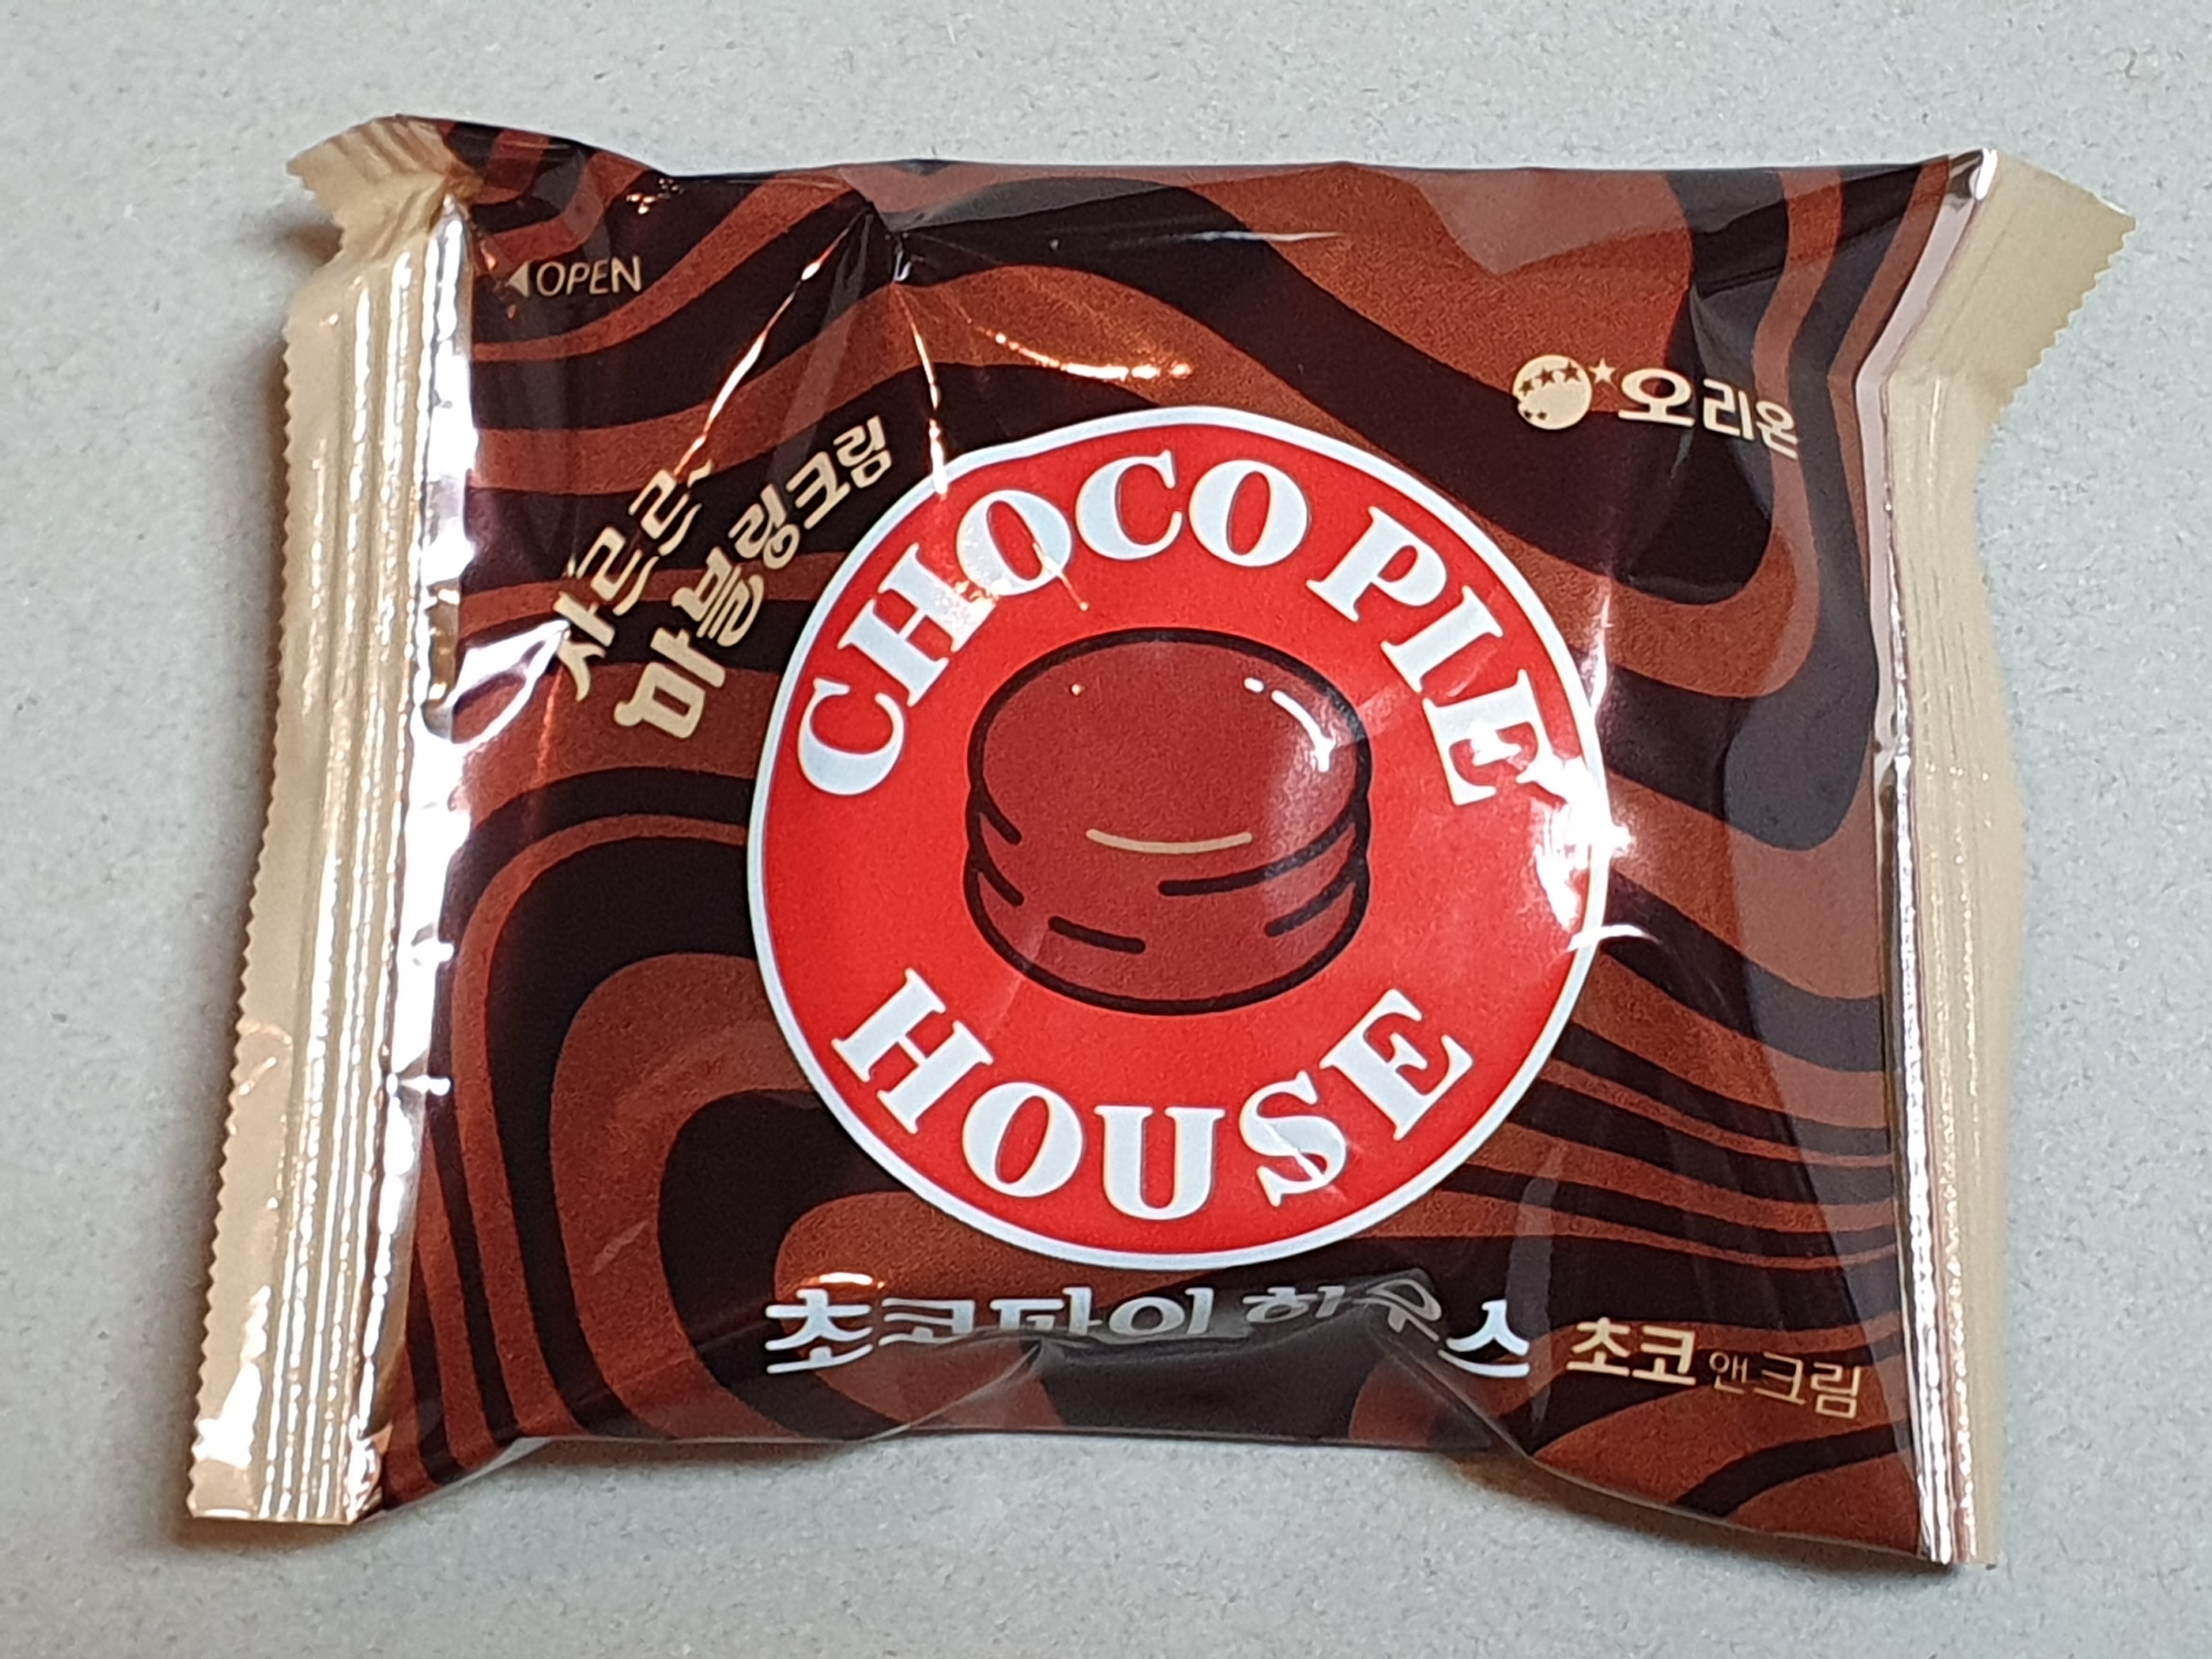 OPEN
오리온
사르르~
마블링크림
CHOCO PIE
HOUSE
초코파이 하우스
초코 앤 크림